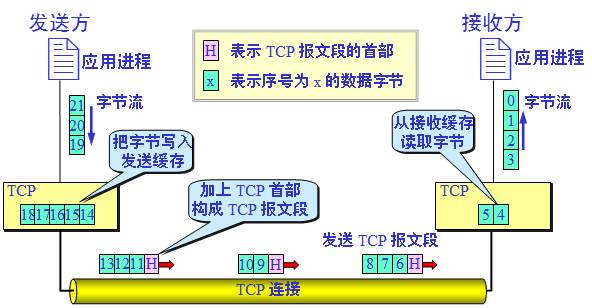 发送方
接收方
应用进程
应用进程
H 表示 TCP 报文段的首部
x 表示序号为 x 的数据字节
21
20
19
字节流
字节流
0
1
2
3
把字节写入
发送缓存
从接收缓存
读取字节
TCP
TCP
加上 TCP 首部
构成 TCP 报文段
18 17 16 15 14
5 4
发送 TCP 报文段
13 12 11 H
10 9 H
8 7 6 H
TCP 连接